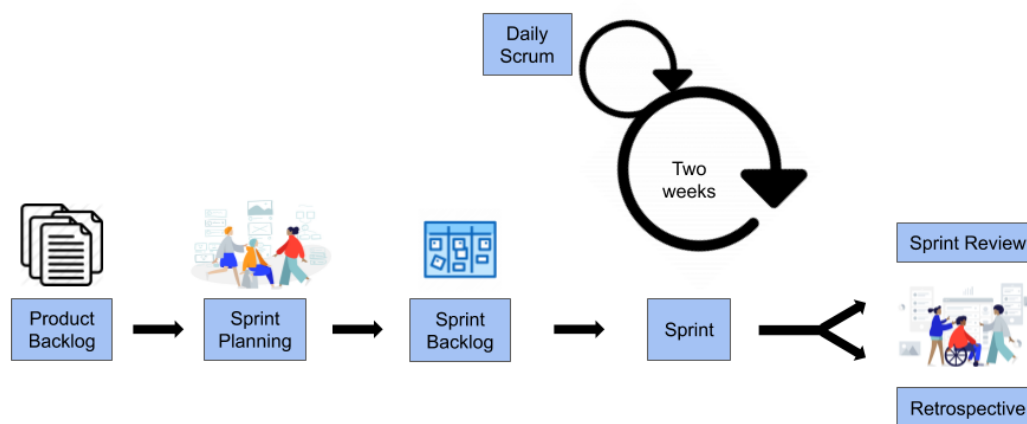 Daily
Scrum
Two
weeks
Sprint Review
Product
Backlog
Sprint
Planning
Sprint
Backlog
Sprint
Retrospective